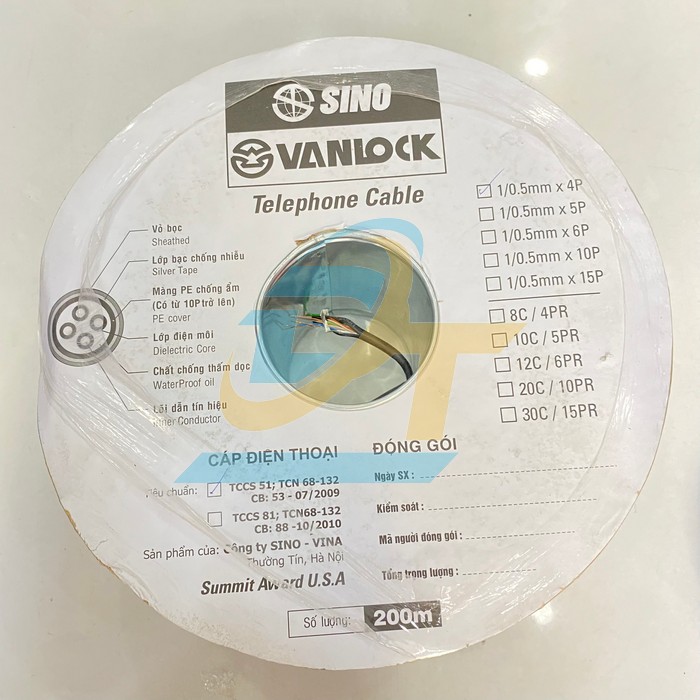 SINO
VANLOCK
Telephone Cable
1/0.5mm x 4P
1/0.5mm x 5P
1/0.5mm x 6P
1/0.5mm x 10P
1/0.5mm x 15P
8C / 4PR
10C / 5PR
12C / 6PR
20C / 10PR
30C / 15PR
Vỏ bọc
Sheathed
Lớp bạc chống nhiễu
Silver Tape
Màng PE chống ẩm
(Có từ 10P trở lên)
PE cover
Lớp điện môi
Dielectric Core
Chất chống thấm dọc
WaterProof oil
Lõi dẫn tín hiệu
Inner Conductor
CÁP ĐIỆN THOẠI
Tiêu chuẩn:
TCCS 51; TCN 68-132
CB: 53 - 07/2009
TCCS 81; TCN68-132
CB: 88 -10/2010
Sản phẩm của: Công ty SINO - VINA
Thường Tín, Hà Nội
Summit Award U.S.A
ĐÓNG GÓI
Ngày SX :
Kiểm soát :
Mã người đóng gói :
Tổng trọng lượng :
Số lượng: 200m